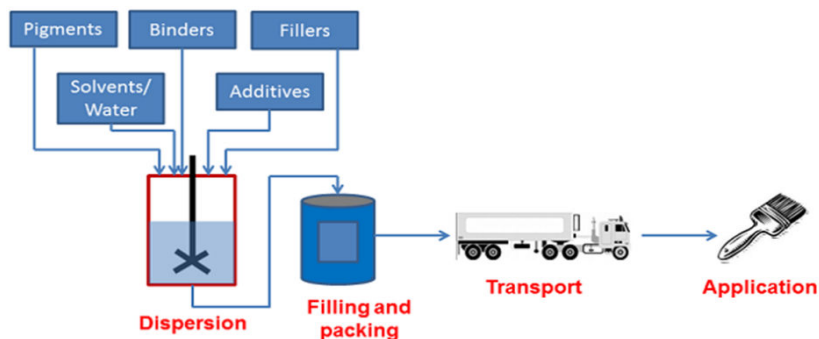 Pigments
Binders
Fillers
Solvents/
Water
Additives
Dispersion
Filling and
packing
Transport
Application